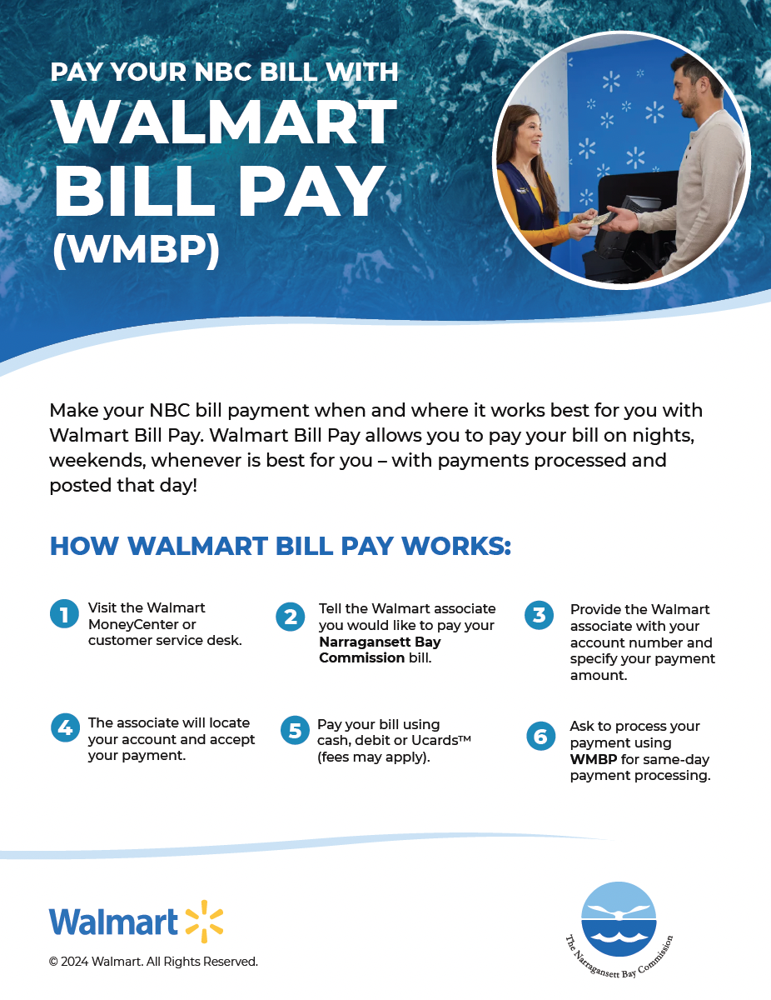 PAY YOUR NBC BILL WITH
WALMART
BILL PAY
(WMBP)
Make your NBC bill payment when and where it works best for you with
Walmart Bill Pay. Walmart Bill Pay allows you to pay your bill on nights,
weekends, whenever is best for you – with payments processed and
posted that day!
HOW WALMART BILL PAY WORKS:
1
Visit the Walmart
MoneyCenter or
customer service desk.
2
Tell the Walmart associate
you would like to pay your
Narragansett Bay
Commission bill.
3
Provide the Walmart
associate with your
account number and
specify your payment
amount.
4
The associate will locate
your account and accept
your payment.
5
Pay your bill using
cash, debit or Ucards™
(fees may apply).
6
Ask to process your
payment using
WMBP for same-day
payment processing.
Walmart
© 2024 Walmart. All Rights Reserved.
The Narragansett Bay Commission